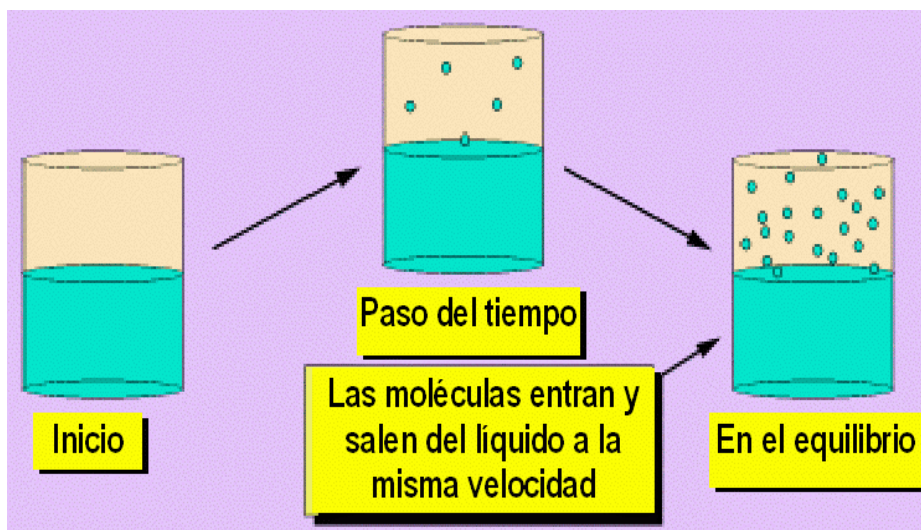 Inicio
Paso del tiempo
Las moléculas entran y
salen del líquido a la
misma velocidad
En el equilibrio